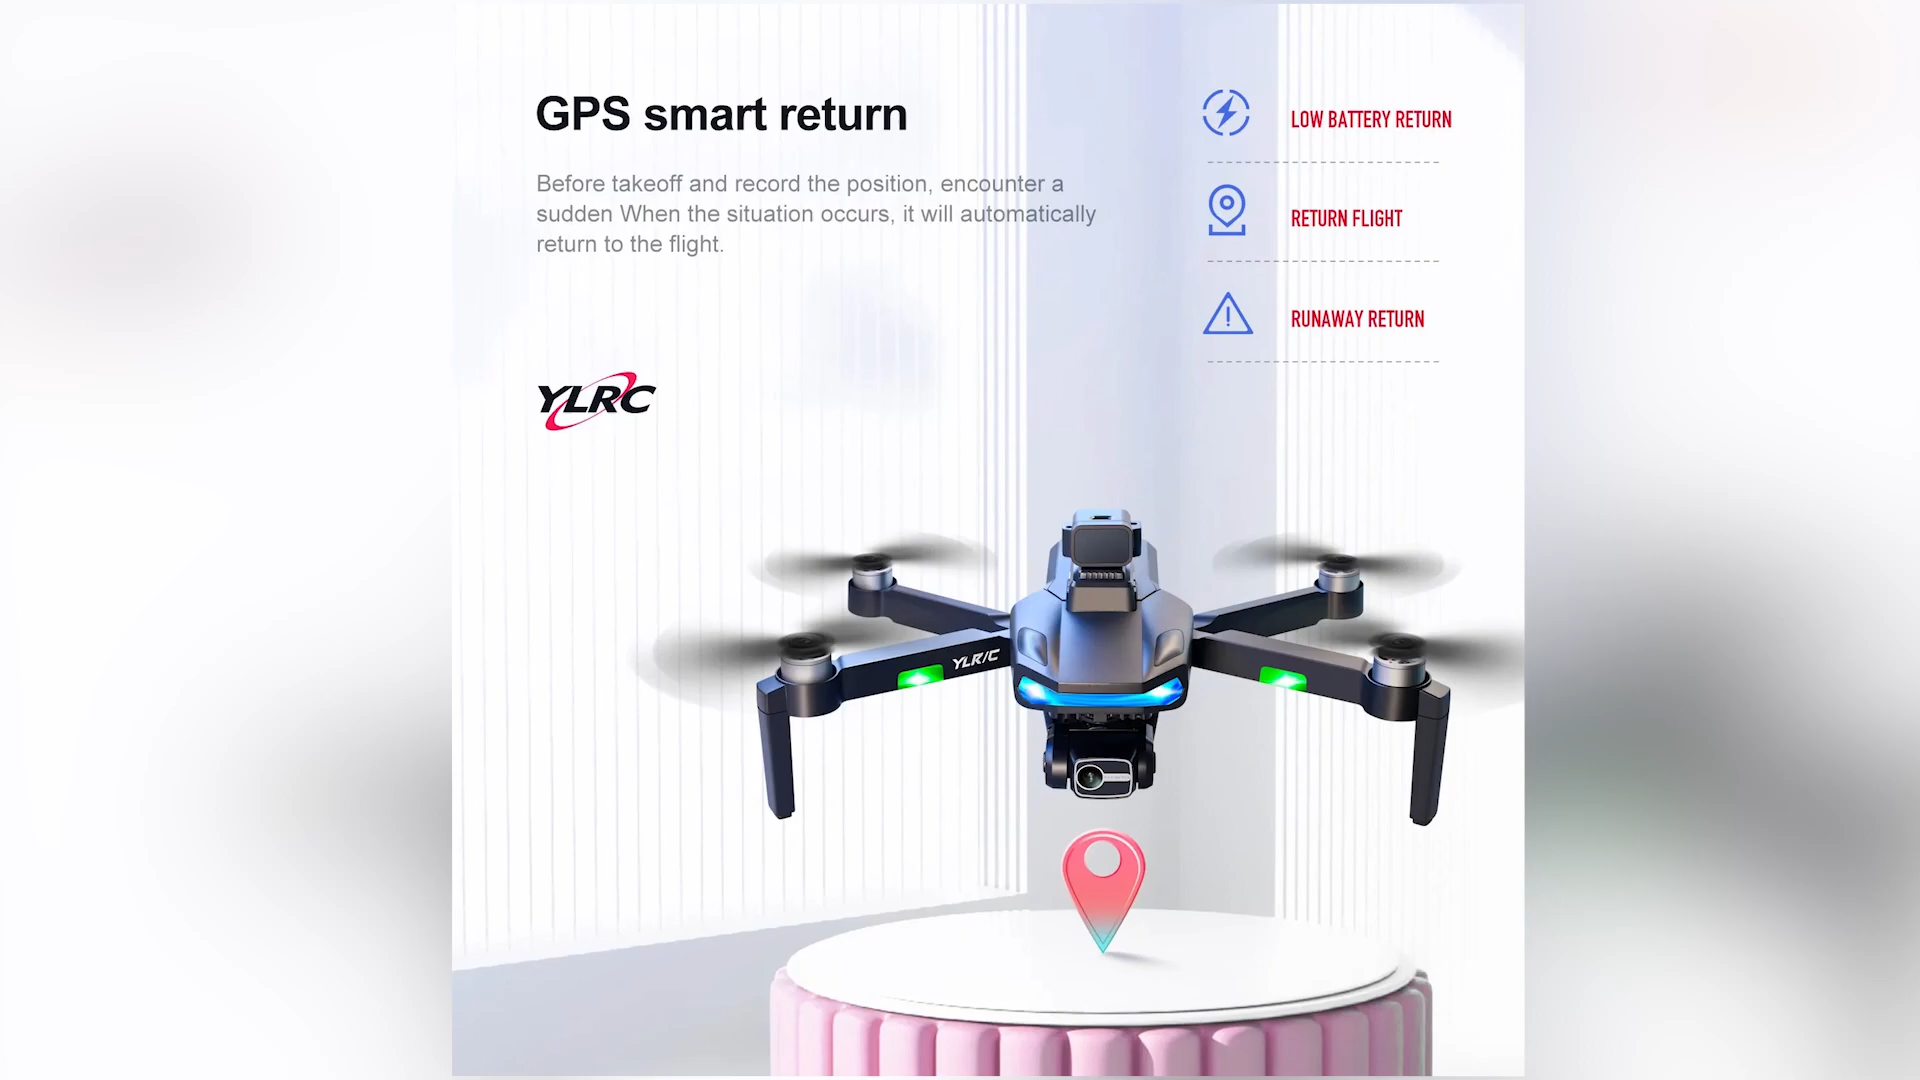 GPS smart return
Before takeoff and record the position, encounter a
sudden When the situation occurs, it will automatically
return to the flight.
LOW BATTERY RETURN
RETURN FLIGHT
RUNAWAY RETURN
YLRC
YLR/C